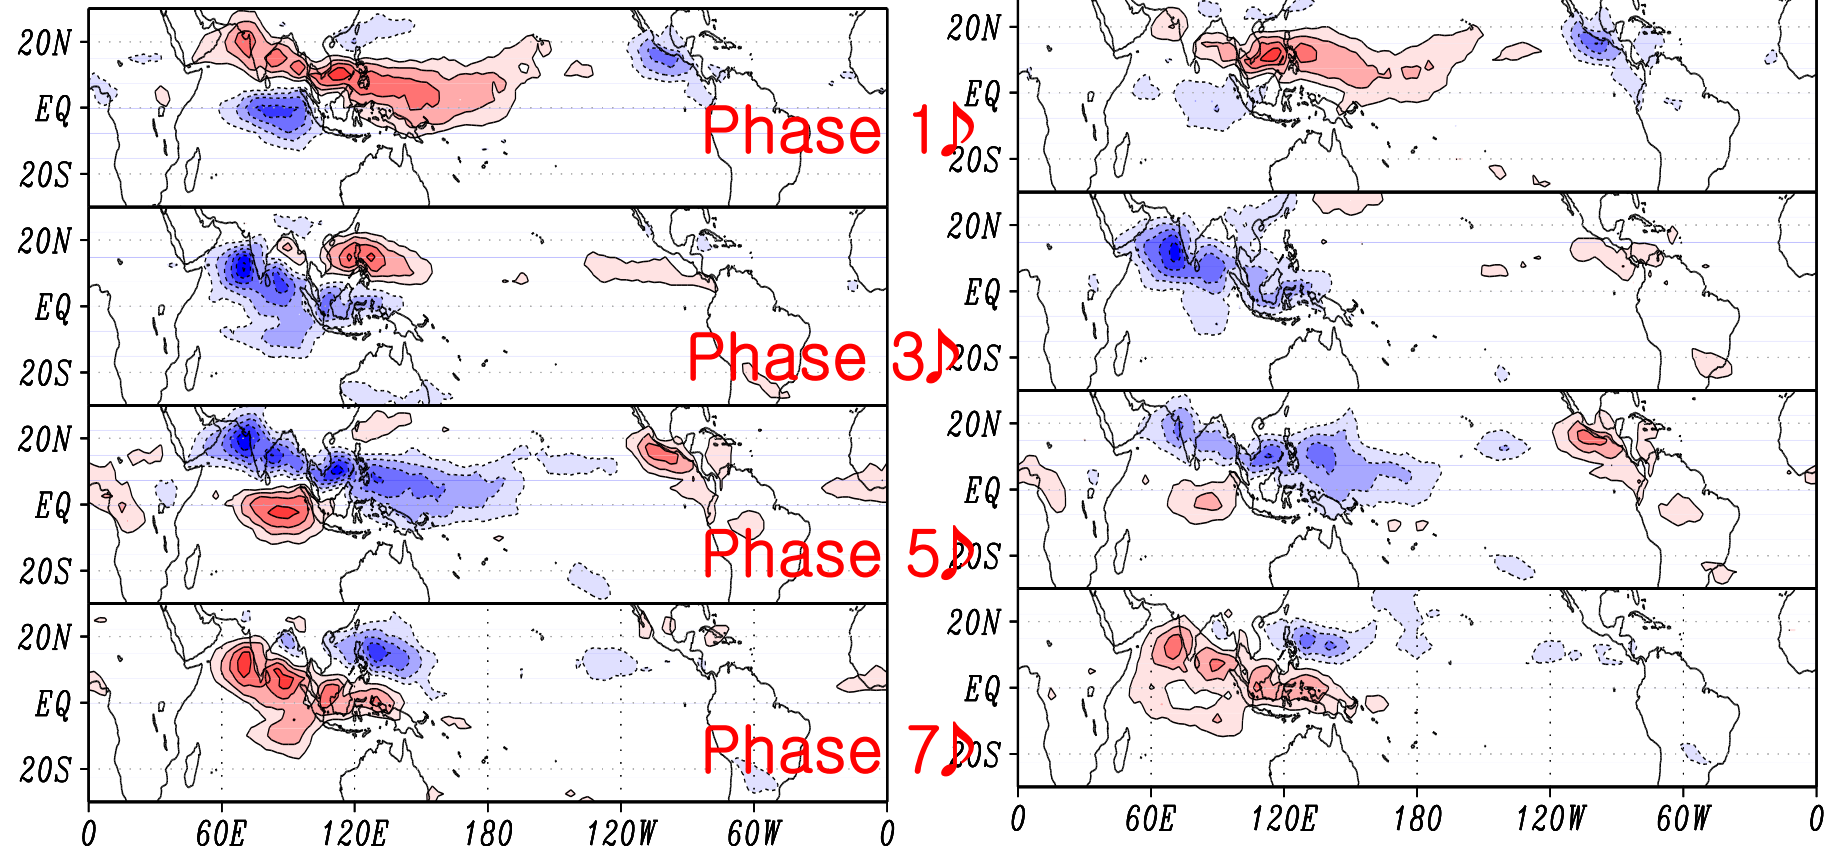 20N
EQ
20S
Phase 1♪
20N
EQ
20S
Phase 3♪
20N
EQ
20S
Phase 5♪
20N
EQ
20S
Phase 7♪
0 60E 120E 180 120W 60W 0
20N
EQ
20S
20N
EQ
20S
20N
EQ
20S
20N
EQ
20S
0 60E 120E 180 120W 60W 0